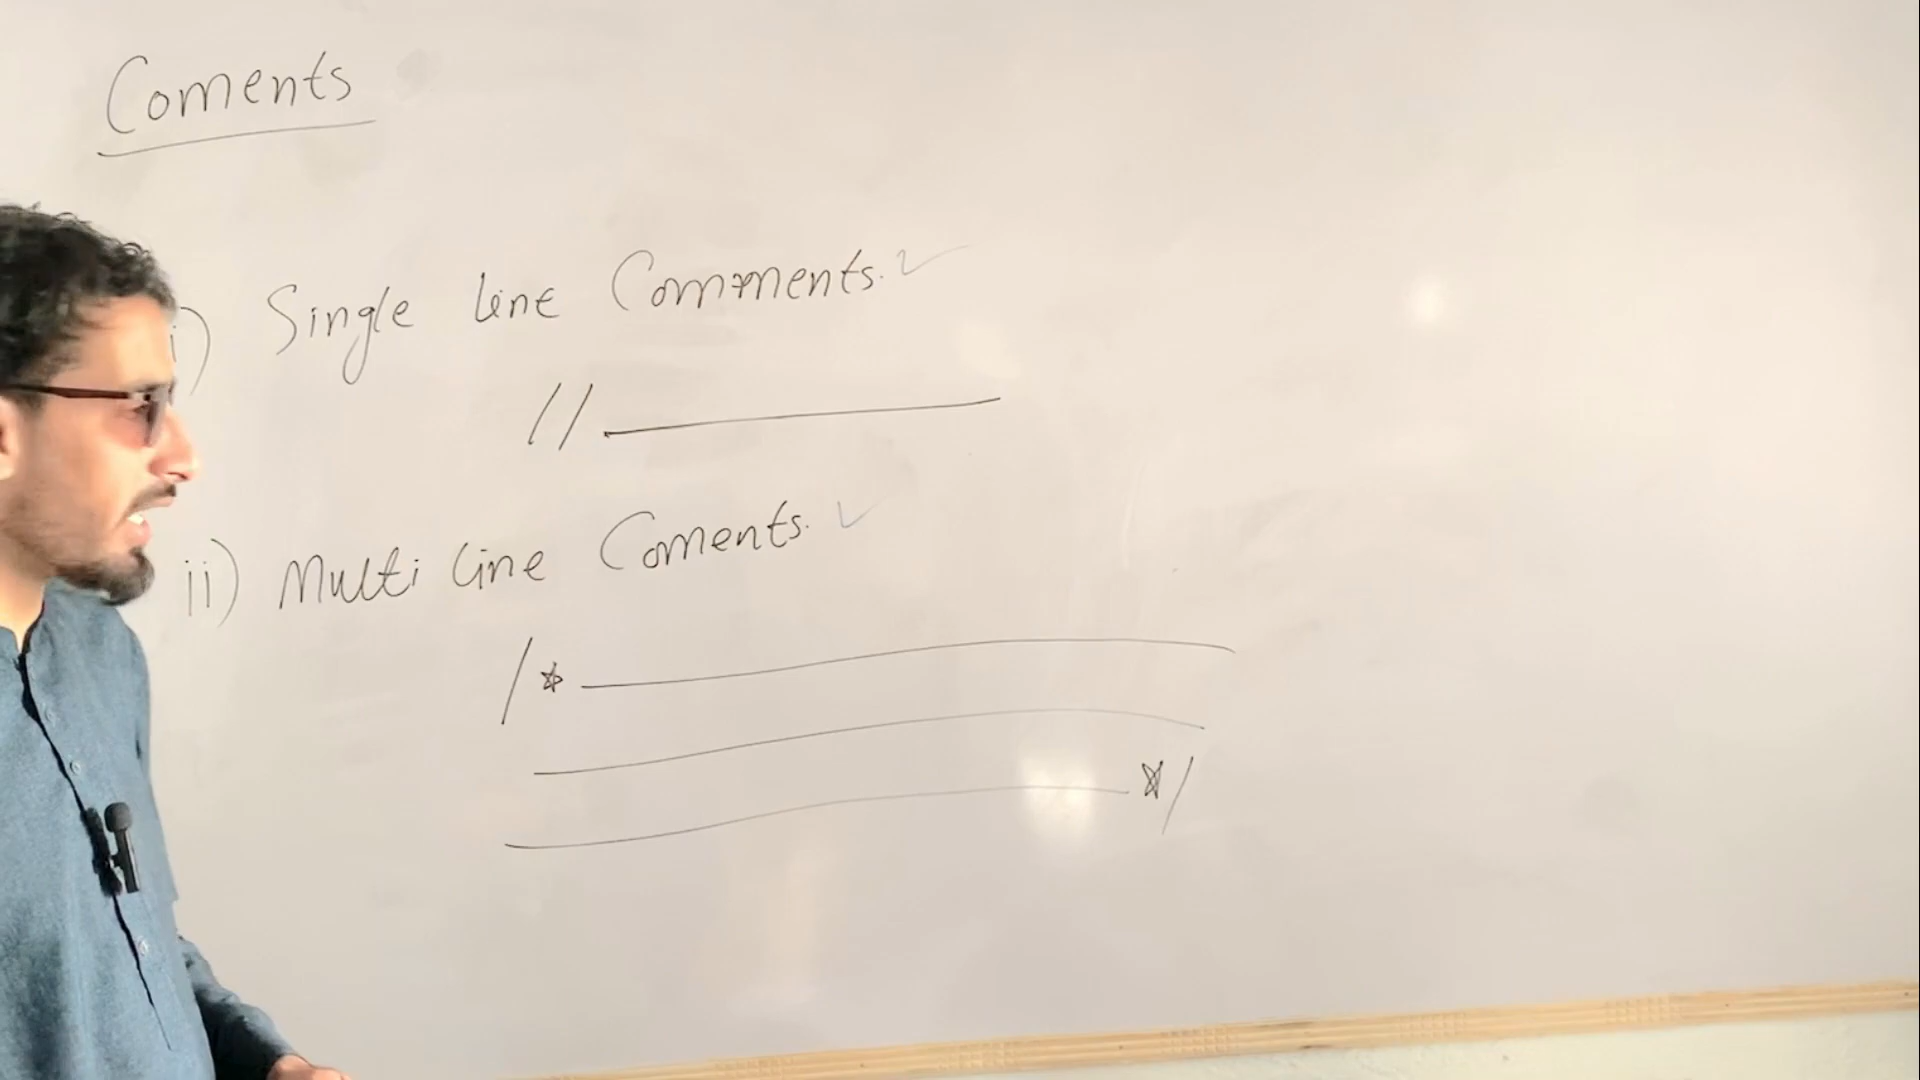 Coments
i) Single Line Comments.
//
ii) Multi Line Coments.
/*
*/